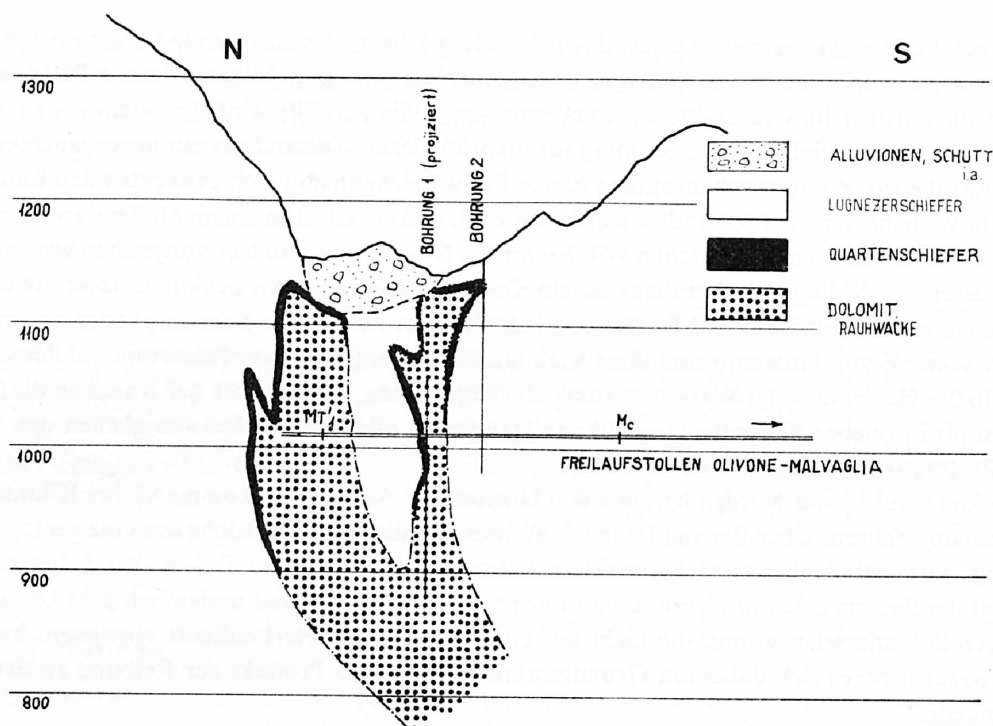 N
S
1300
BOHRUNG 1 (projiziert)
BOHRUNG 2
ALLUVIONEN, SCHUTT
i.a.
1200
LUGNEZERSCHIEFER
QUARTENSCHIEFER
1100
DOLOMIT,
RAUHWACKE
MT
Mc
1000
FREILAUFSTOLLEN OLIVONE-MALVAGLIA
900
800